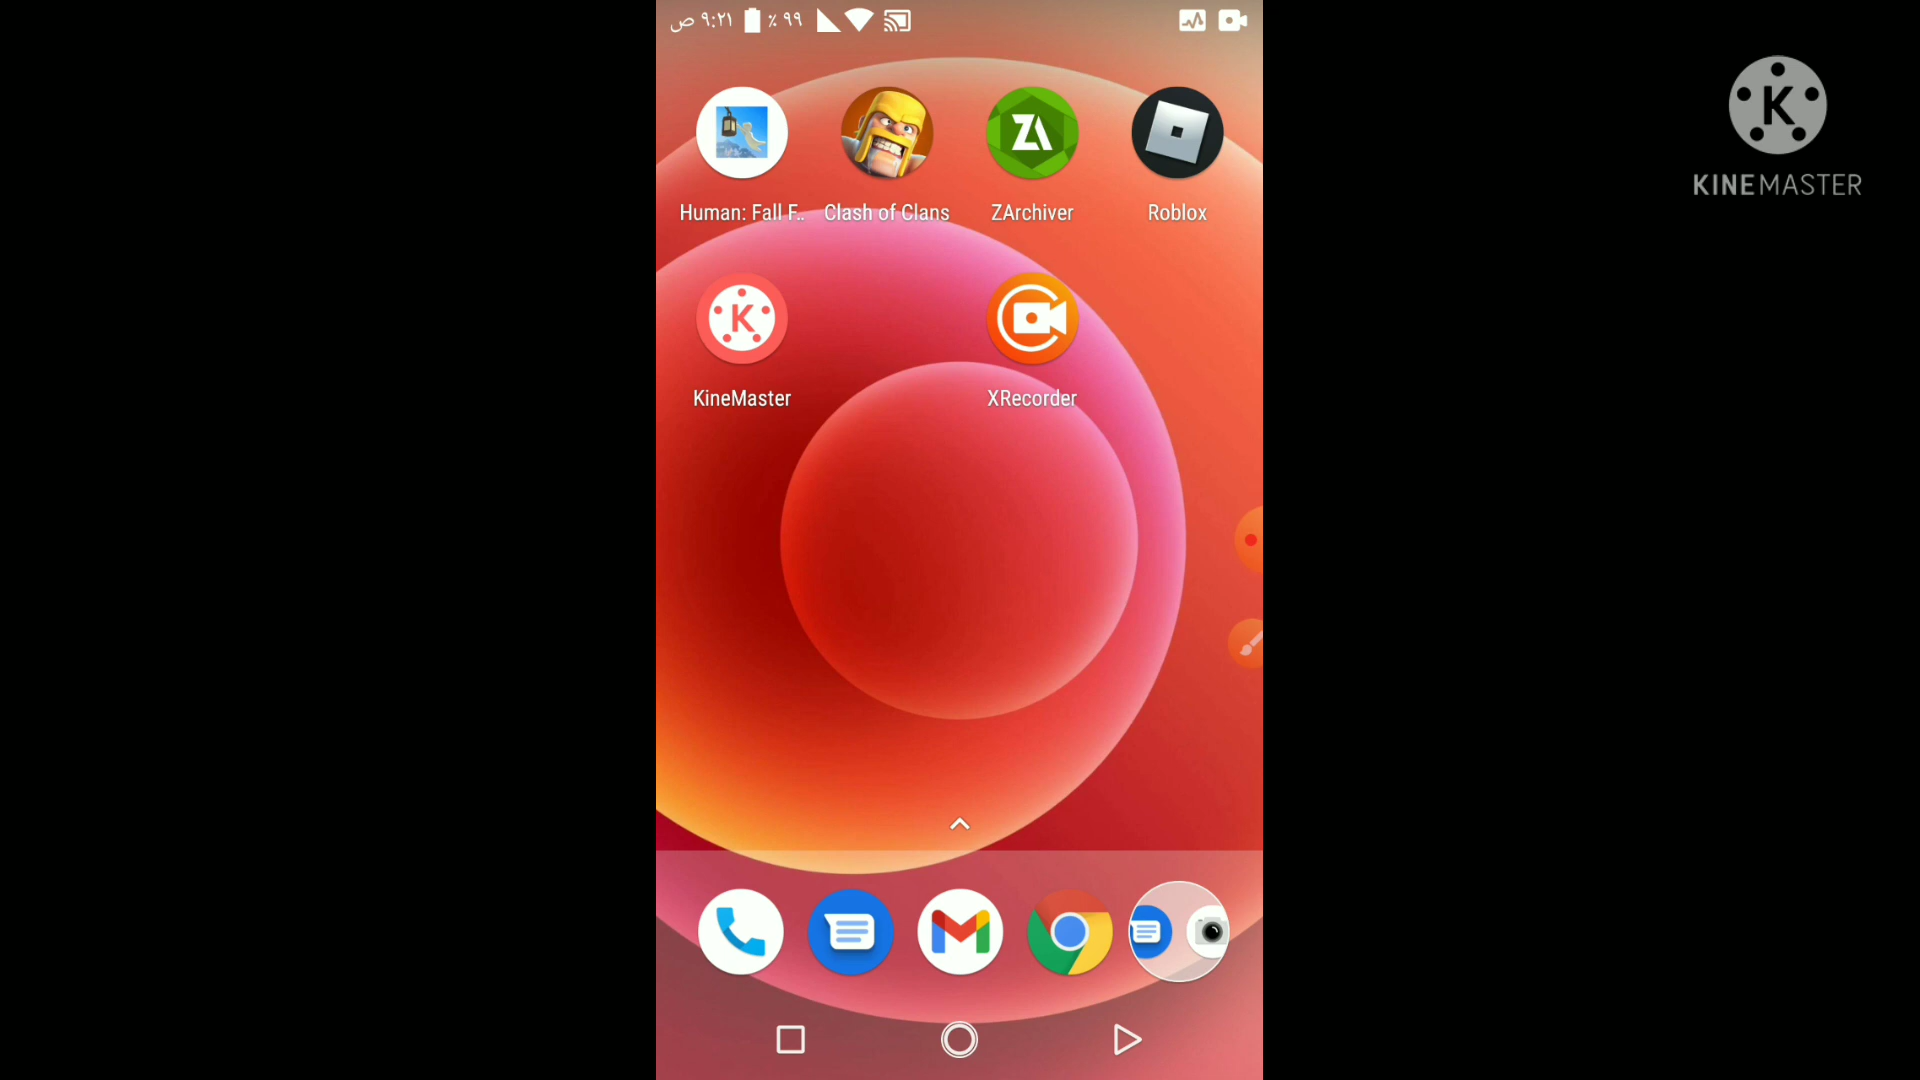 ٩:٢١ ص ٩٩ ٪
KINEMASTER
Human: Fall F..
Clash of Clans
ZArchiver
Roblox
KineMaster
XRecorder